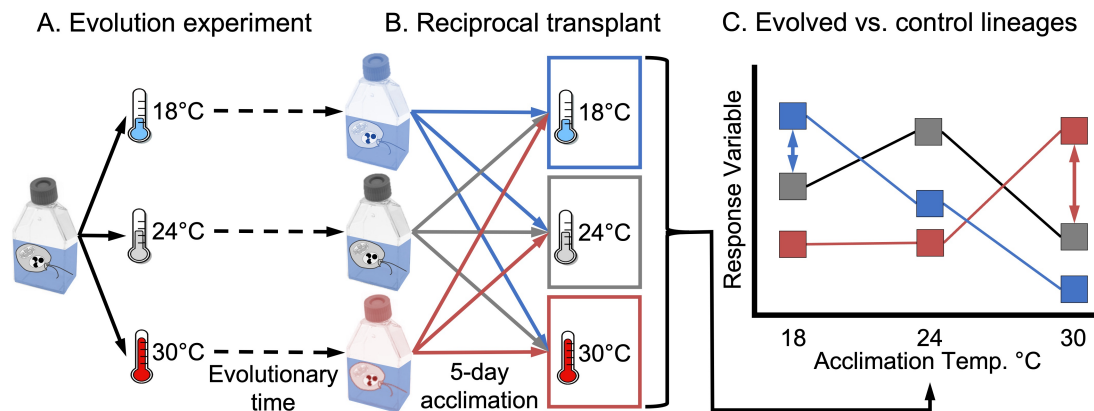 A. Evolution experiment
18°C
24°C
30°C
Evolutionary
time
B. Reciprocal transplant
18°C
24°C
30°C
5-day
acclimation
C. Evolved vs. control lineages
Response Variable
18
24
30
Acclimation Temp. °C